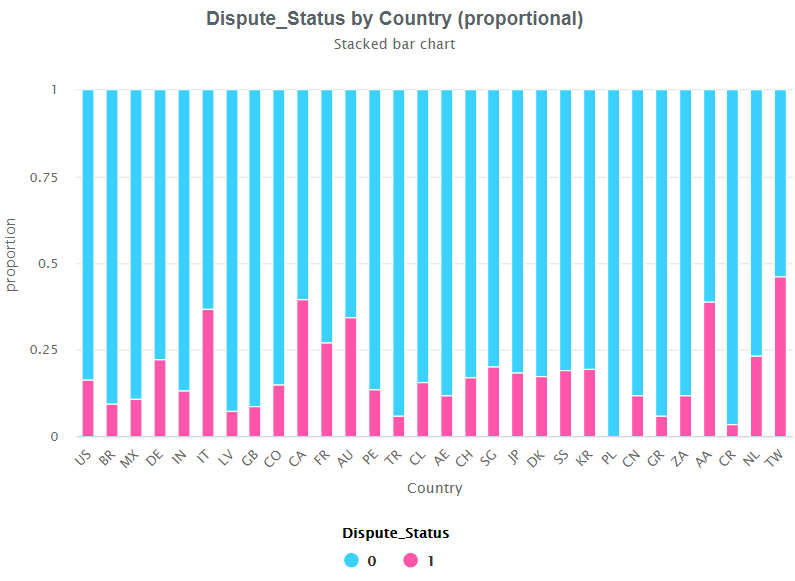 Dispute_Status by Country (proportional)
Stacked bar chart
1
0.75
0.5
0.25
0
proportion
US BR MX DE IN IT LV GB CO CA FR AU PE TR CL AE CH SG JP DK SS KR PL CN GR ZA AA CR NL TW
Country
Dispute_Status
0 1